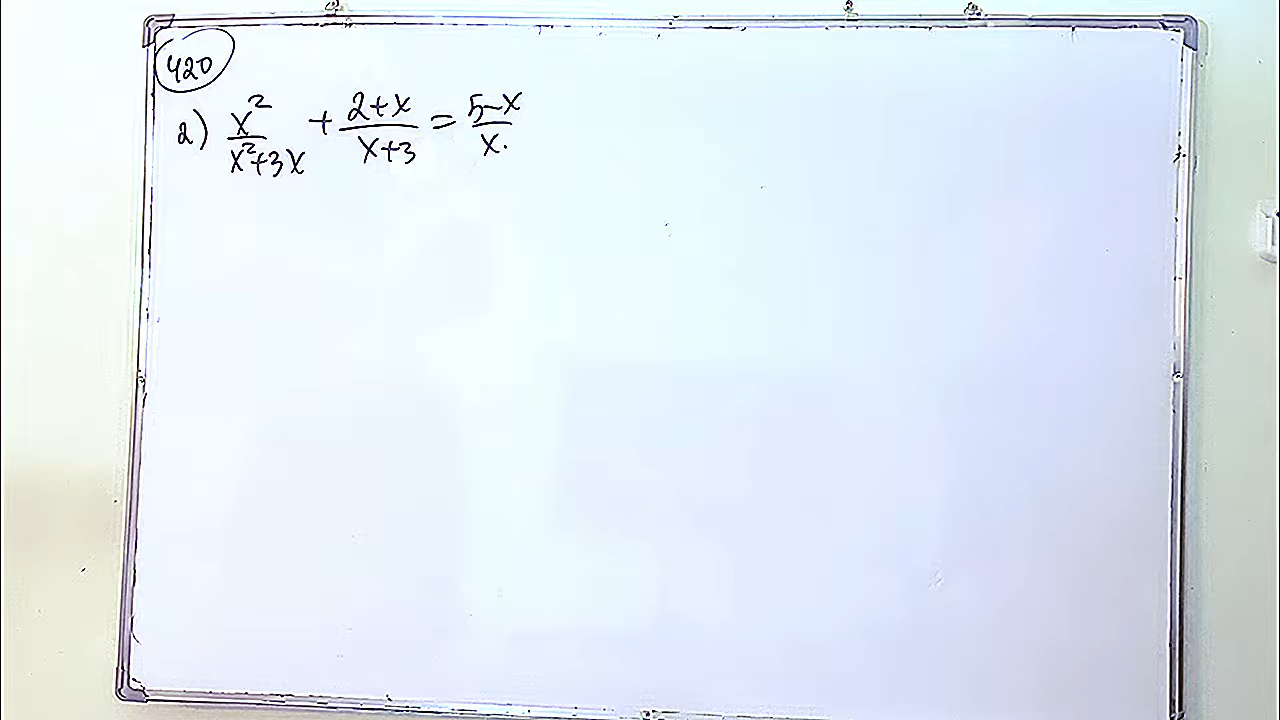 420
2) x²/(x²+3x) + (2+x)/(x+3) = (5-x)/x.